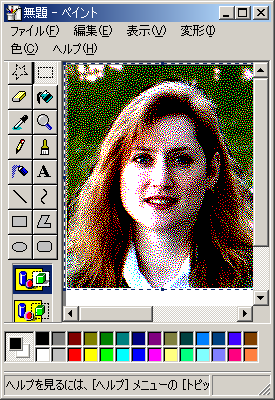 無題 - ペイント
ファイル(F) 編集(E) 表示(V) 変形(I
色(C) ヘルプ(H)
A
ヘルプを見るには、[ヘルプ] メニューの [トピッ